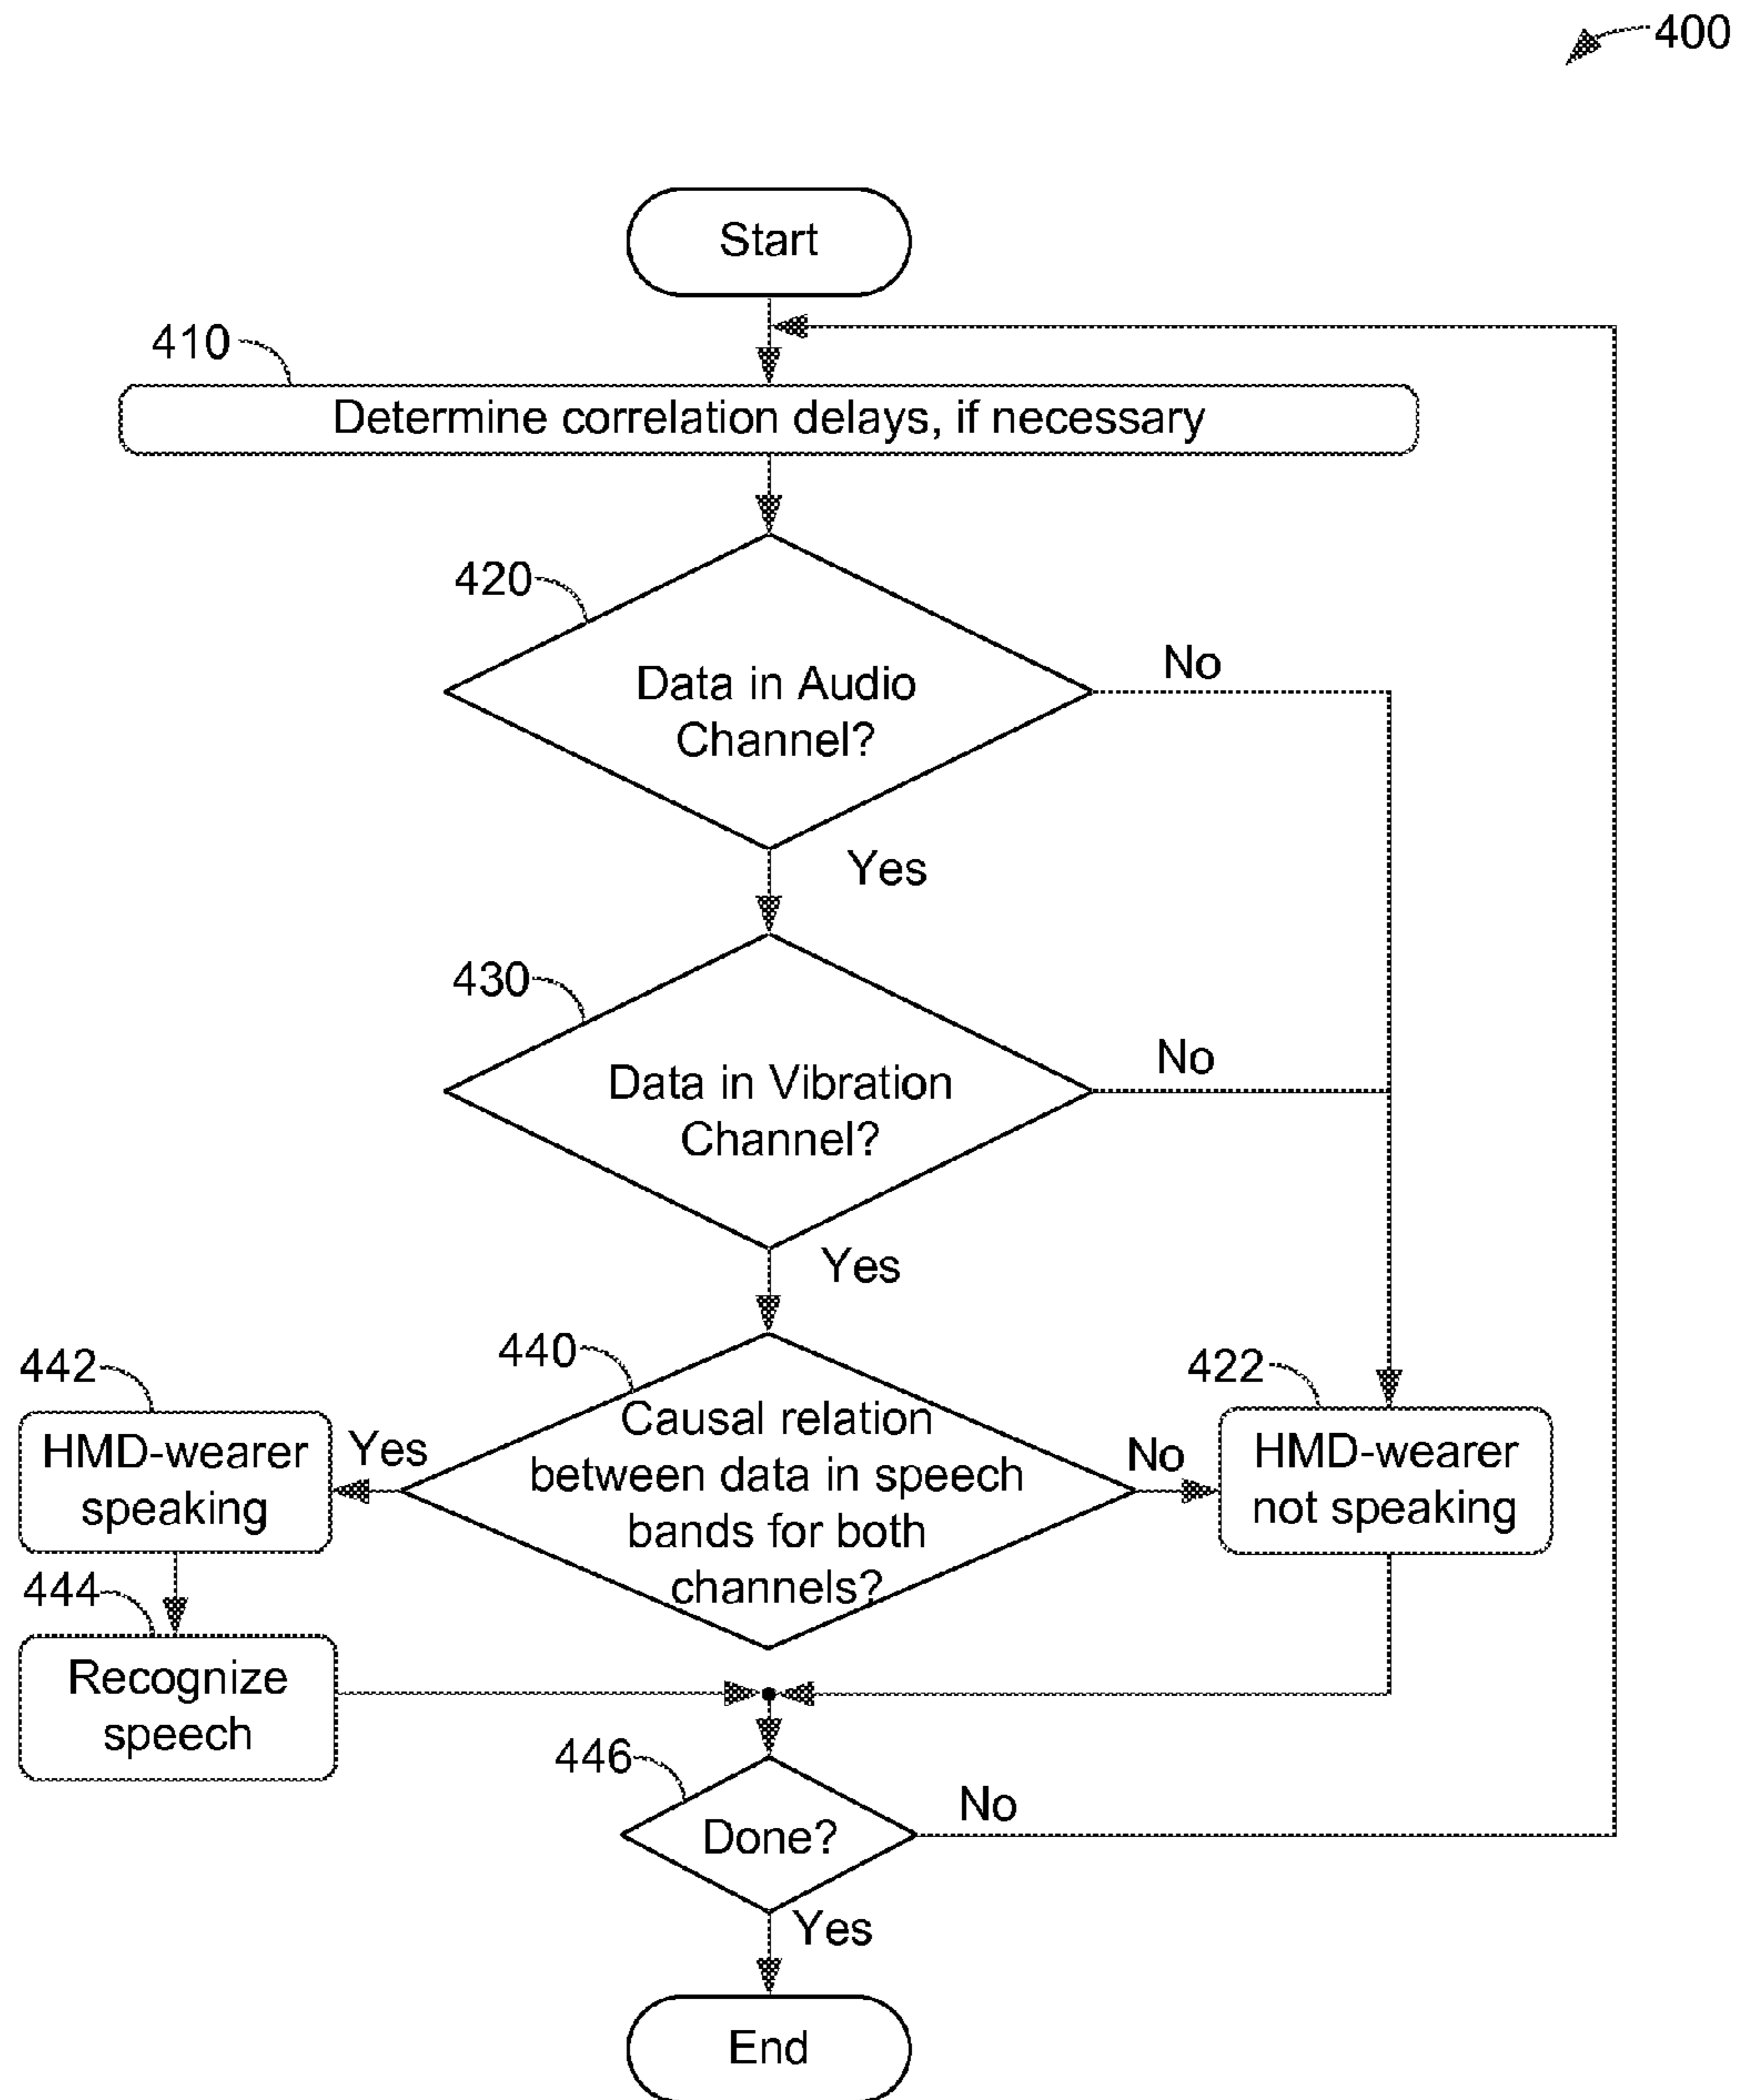 400
Start
410
Determine correlation delays, if necessary
420
Data in Audio
Channel?
No
Yes
430
Data in Vibration
Channel?
No
Yes
440
Causal relation
between data in speech
bands for both
channels?
Yes
No
442
HMD-wearer
speaking
422
HMD-wearer
not speaking
444
Recognize
speech
446
Done?
No
Yes
End